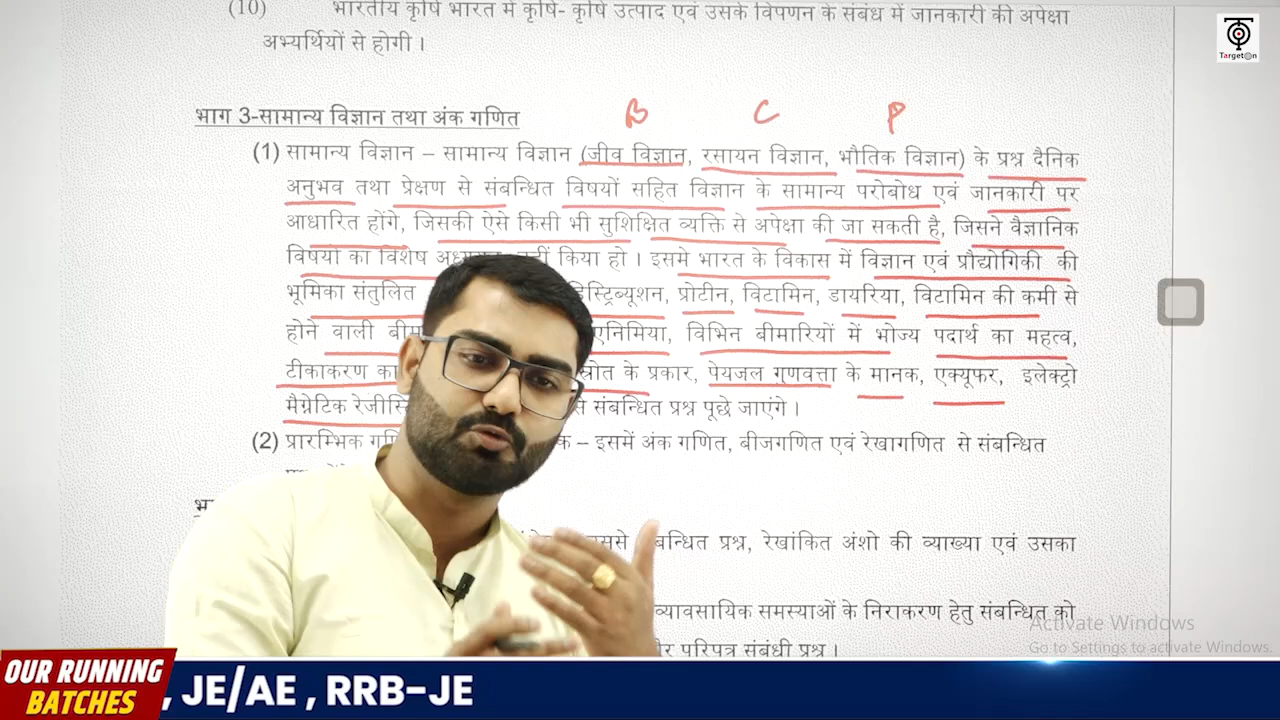 (10) भारतीय कृषि भारत में कृषि- कृषि उत्पाद एवं उसके विपणन के संबंध में जानकारी की अपेक्षा
अभ्यर्थियों से होगी ।
TargetOn
भाग 3-सामान्य विज्ञान तथा अंक गणित
B C P
(1) सामान्य विज्ञान – सामान्य विज्ञान (जीव विज्ञान, रसायन विज्ञान, भौतिक विज्ञान) के प्रश्न दैनिक
अनुभव तथा प्रेक्षण से संबन्धित विषयों सहित विज्ञान के सामान्य परोबोध एवं जानकारी पर
आधारित होंगे, जिसकी ऐसे किसी भी सुशिक्षित व्यक्ति से अपेक्षा की जा सकती है, जिसने वैज्ञानिक
विषयों का विशेष किया हो । इसमे भारत के विकास में विज्ञान एवं प्रौद्योगिकी की
भूमिका संतुलित डिस्ट्रिब्यूशन, प्रोटीन, विटामिन, डायरिया, विटामिन की कमी से
होने वाली एनिमिया, विभिन बीमारियों में भोज्य पदार्थ का महत्व,
टीकाकरण का स्रोत के प्रकार, पेयजल गुणवत्ता के मानक, एक्यूफर, इलेक्ट्रो
मैग्नेटिक से संबन्धित प्रश्न पूछे जाएंगे ।
(2) प्रारम्भिक – इसमें अंक गणित, बीजगणित एवं रेखागणित से संबन्धित
प्रश्न, रेखांकित अंशो की व्याख्या एवं उसका
व्यावसायिक समस्याओं के निराकरण हेतु संबन्धित को
परिपत्र संबंधी प्रश्न ।
Activate Windows
Go to Settings to activate Windows.
OUR RUNNING
BATCHES
, JE/AE , RRB-JE